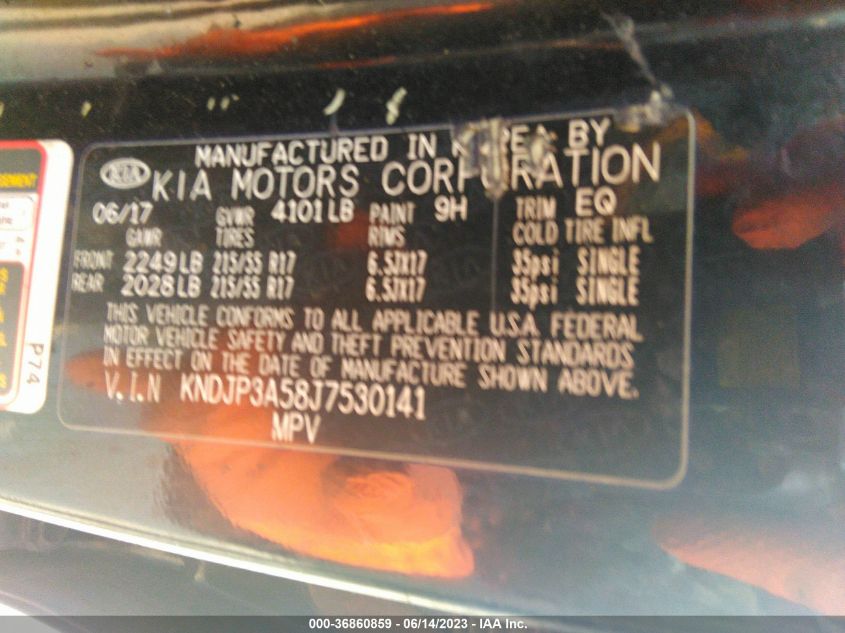 MANUFACTURED IN KOREA BY
KIA KIA MOTORS CORPORATION
06/17 GVWR 4101LB PAINT 9H TRIM EQ
GAWR TIRES RIMS COLD TIRE INFL
FRONT 2249LB 215/55 R17 6.5JX17 35psi SINGLE
REAR 2028LB 215/55 R17 6.5JX17 35psi SINGLE
THIS VEHICLE CONFORMS TO ALL APPLICABLE U.S.A. FEDERAL
MOTOR VEHICLE SAFETY AND THEFT PREVENTION STANDARDS
IN EFFECT ON THE DATE OF MANUFACTURE SHOWN ABOVE.
V.I.N KNDJP3A58J7530141
MPV
P74
000-36860859 - 06/14/2023 - IAA Inc.